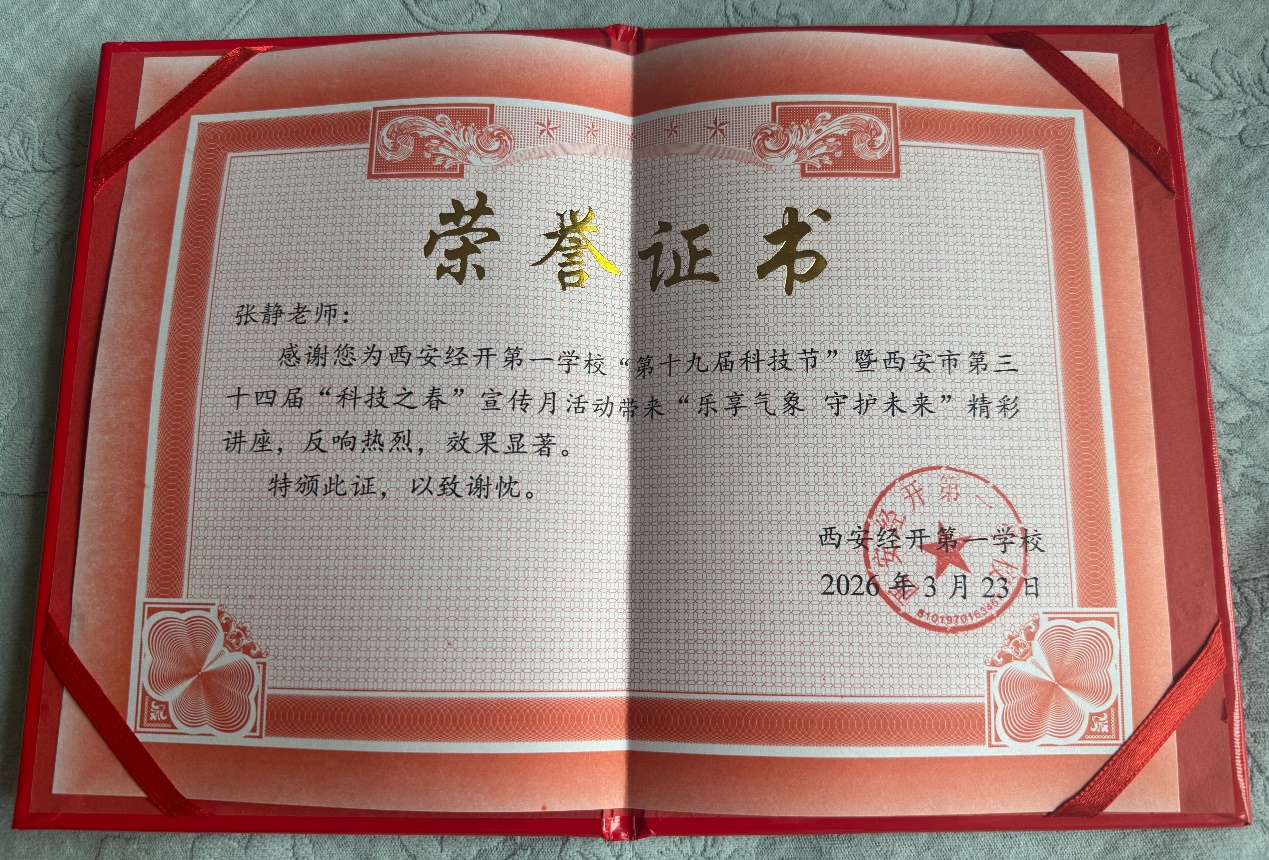 荣誉证书
张静老师：
感谢您为西安经开第一学校“第十九届科技节”暨西安市第三
十四届“科技之春”宣传月活动带来“乐享气象 守护未来”精彩
讲座，反响热烈，效果显著。
特颁此证，以致谢忱。
西安经开第一学校
2026年3月23日